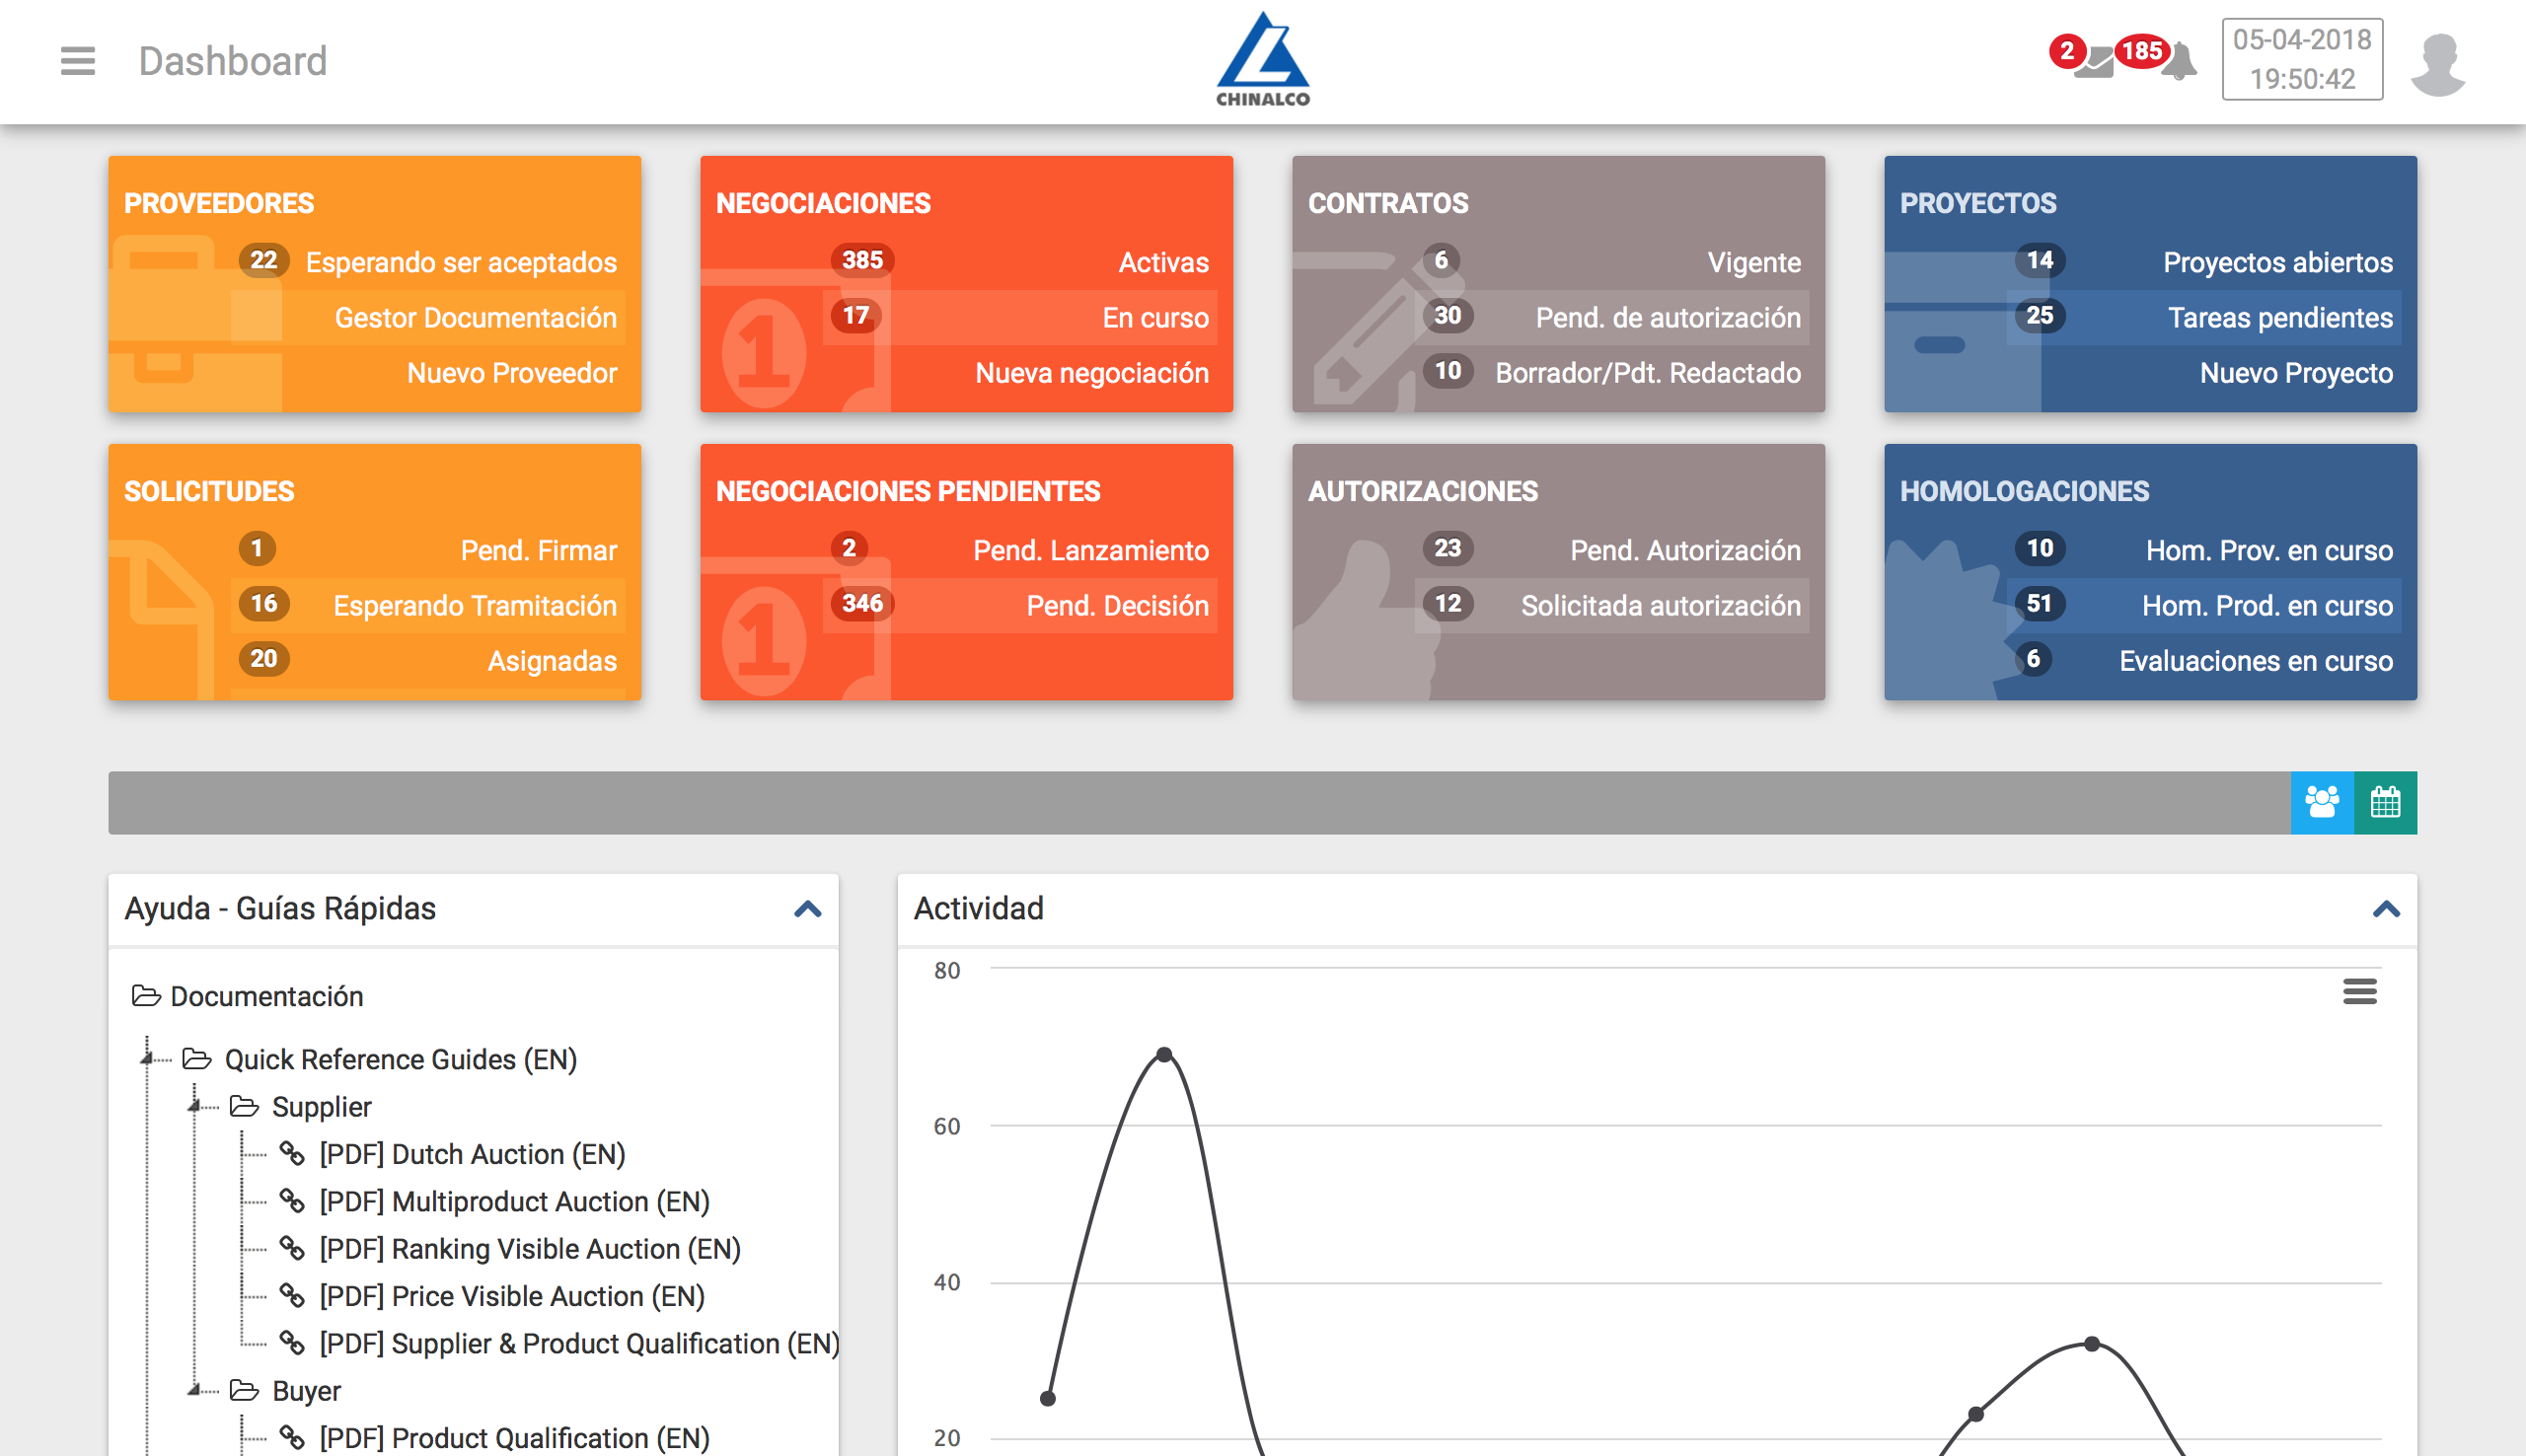 Dashboard
CHINALCO
2
185
05-04-2018
19:50:42
PROVEEDORES
22 Esperando ser aceptados
Gestor Documentación
Nuevo Proveedor
NEGOCIACIONES
385 Activas
17 En curso
Nueva negociación
1
CONTRATOS
6 Vigente
30 Pend. de autorización
10 Borrador/Pdt. Redactado
PROYECTOS
14 Proyectos abiertos
25 Tareas pendientes
Nuevo Proyecto
SOLICITUDES
1 Pend. Firmar
16 Esperando Tramitación
20 Asignadas
NEGOCIACIONES PENDIENTES
2 Pend. Lanzamiento
346 Pend. Decisión
1
AUTORIZACIONES
23 Pend. Autorización
12 Solicitada autorización
HOMOLOGACIONES
10 Hom. Prov. en curso
51 Hom. Prod. en curso
6 Evaluaciones en curso
Ayuda - Guías Rápidas
Documentación
Quick Reference Guides (EN)
Supplier
[PDF] Dutch Auction (EN)
[PDF] Multiproduct Auction (EN)
[PDF] Ranking Visible Auction (EN)
[PDF] Price Visible Auction (EN)
[PDF] Supplier & Product Qualification (EN)
Buyer
[PDF] Product Qualification (EN)
Actividad
80
60
40
20